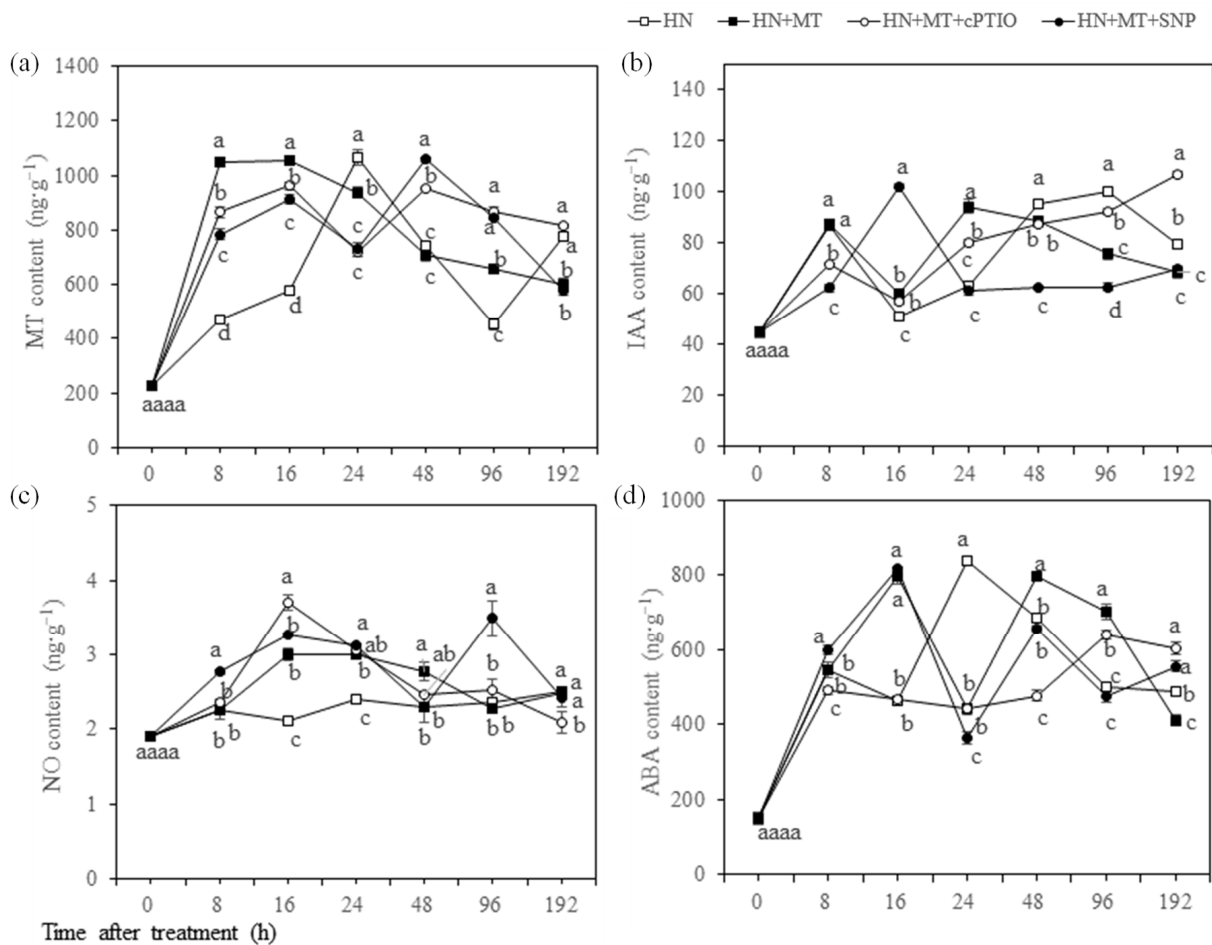 HN HN+MT HN+MT+cPTIO HN+MT+SNP
(a)
MT content (ng·g⁻¹)
1400
1200
1000
800
600
400
200
0
a a a a
b b b b a a
c c c c b a
d d c c b
aaaa
0 8 16 24 48 96 192
(b)
IAA content (ng·g⁻¹)
140
120
100
80
60
40
20
0
a a a a a a
a b b b b b b b
c b c c c c
c c d c
aaaa
0 8 16 24 48 96 192
(c)
NO content (ng·g⁻¹)
5
4
3
2
1
0
a a a a a a
b b ab ab b a
b b b b b a
b c c b b b b
aaaa
0 8 16 24 48 96 192
Time after treatment (h)
(d)
ABA content (ng·g⁻¹)
1000
800
600
400
200
0
a a a a a
b a b b b a
b b b b c b
c b c c c c
aaaa
0 8 16 24 48 96 192